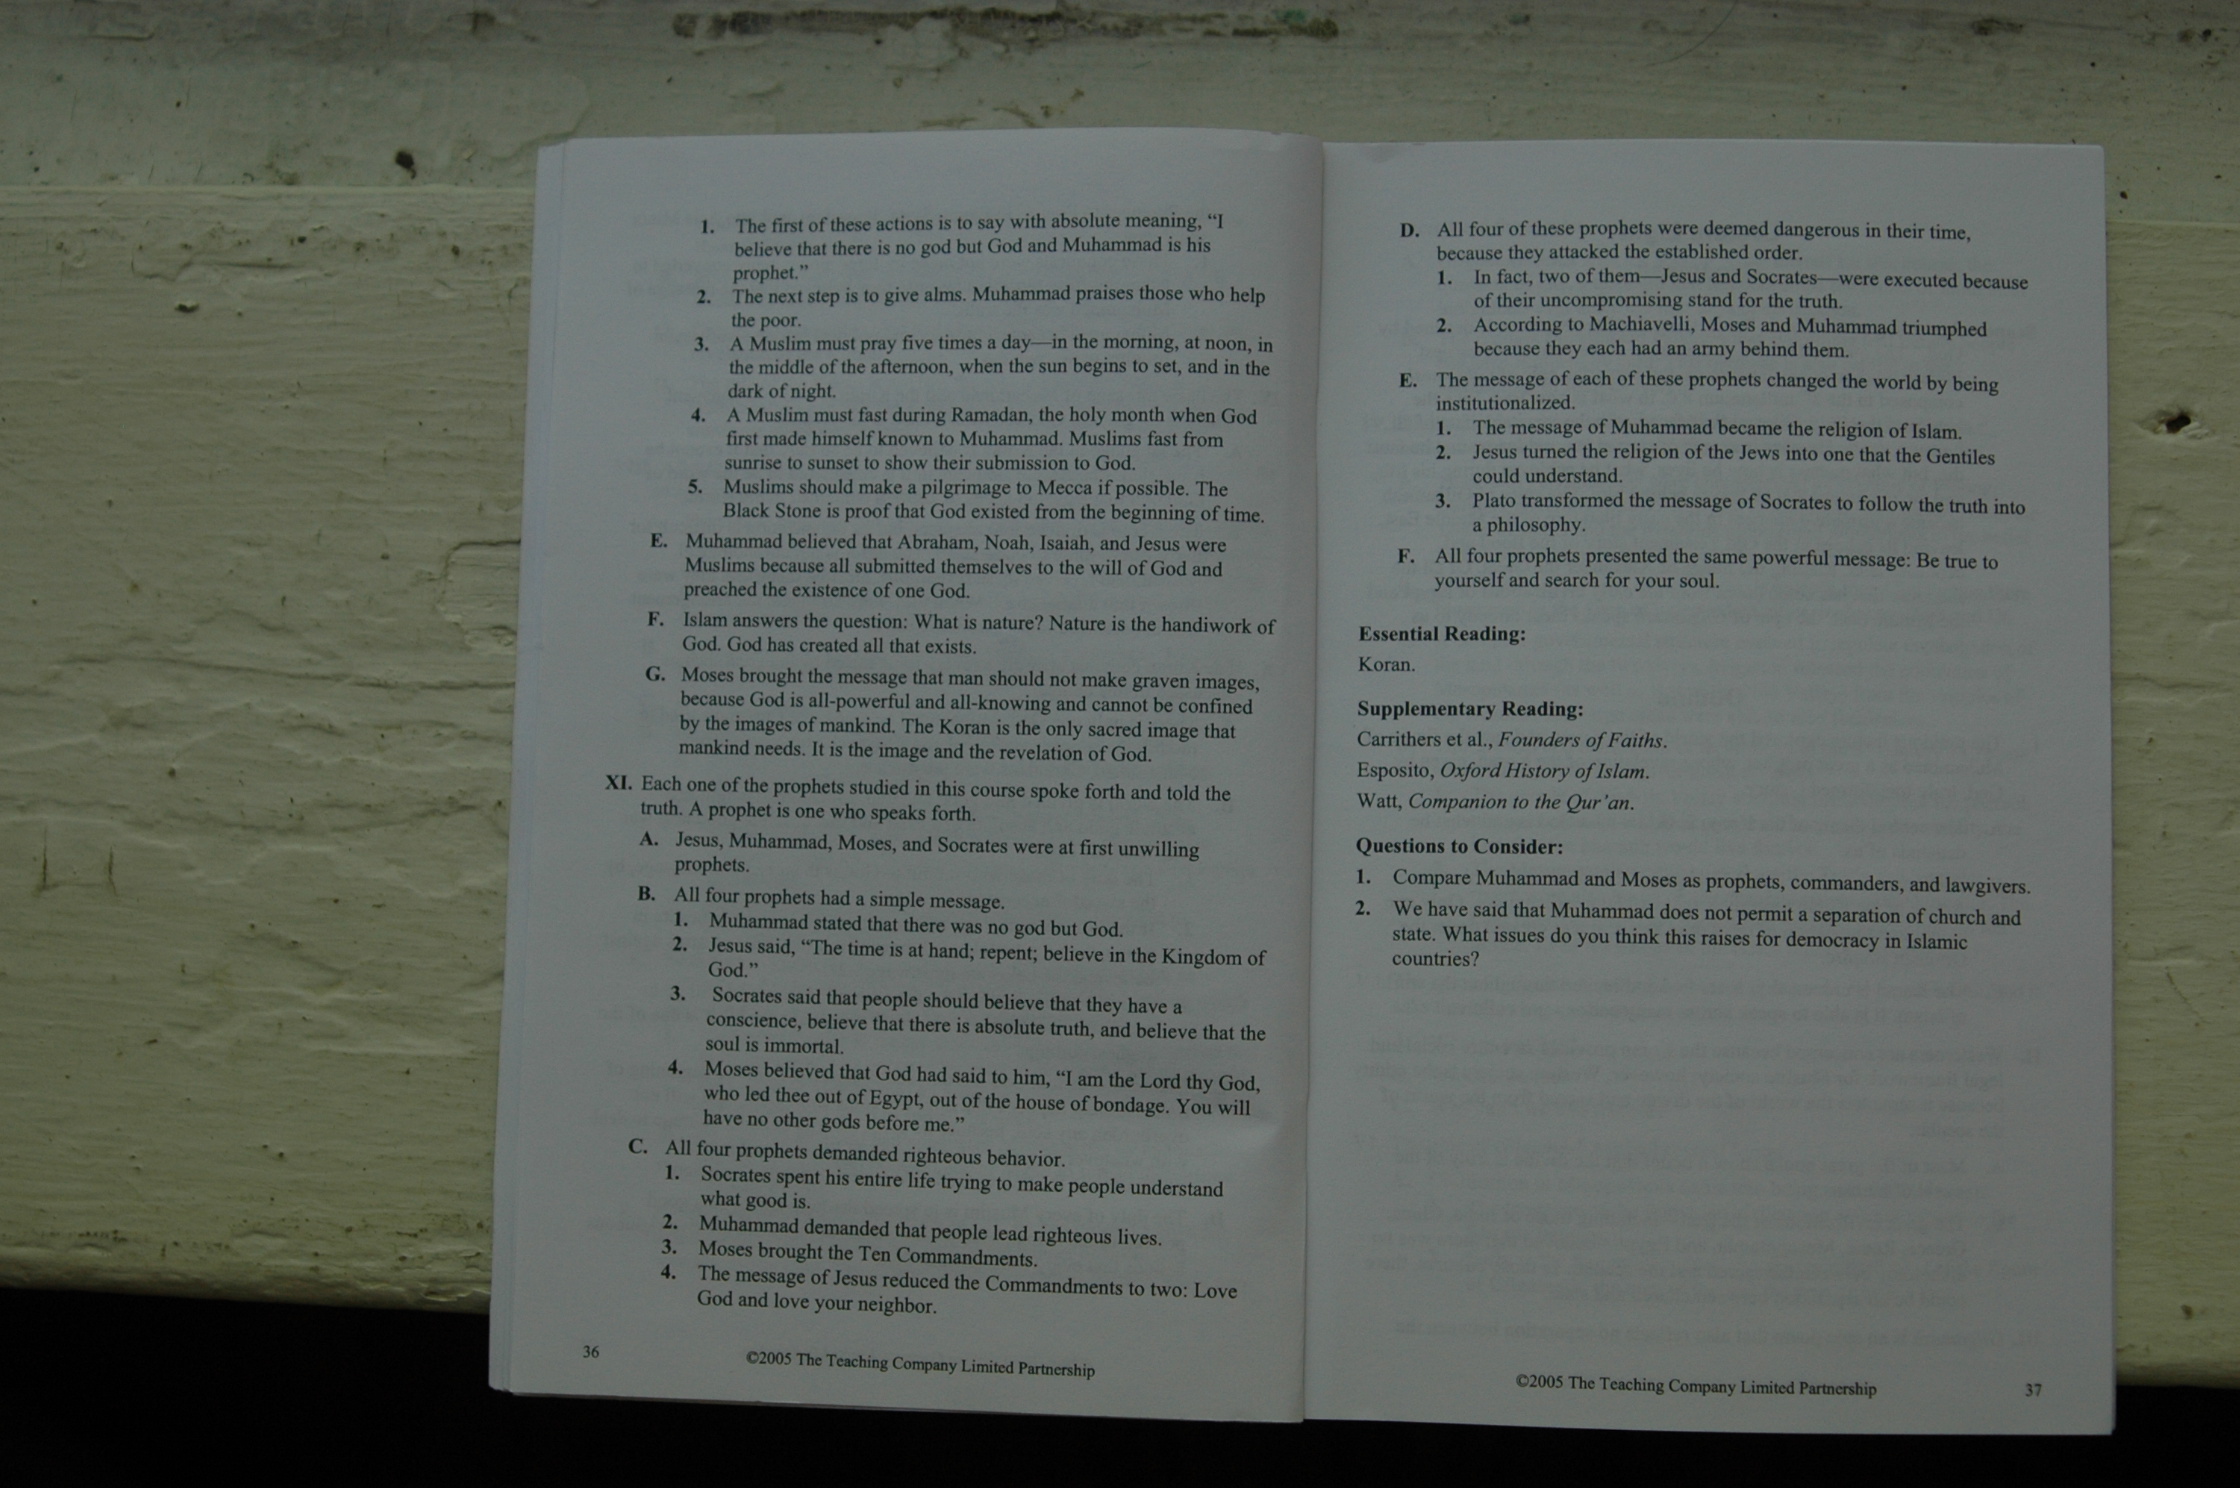 1. The first of these actions is to say with absolute meaning, “I
believe that there is no god but God and Muhammad is his
prophet.”
2. The next step is to give alms. Muhammad praises those who help
the poor.
3. A Muslim must pray five times a day—in the morning, at noon, in
the middle of the afternoon, when the sun begins to set, and in the
dark of night.
4. A Muslim must fast during Ramadan, the holy month when God
first made himself known to Muhammad. Muslims fast from
sunrise to sunset to show their submission to God.
5. Muslims should make a pilgrimage to Mecca if possible. The
Black Stone is proof that God existed from the beginning of time.
E. Muhammad believed that Abraham, Noah, Isaiah, and Jesus were
Muslims because all submitted themselves to the will of God and
preached the existence of one God.
F. Islam answers the question: What is nature? Nature is the handiwork of
God. God has created all that exists.
G. Moses brought the message that man should not make graven images,
because God is all-powerful and all-knowing and cannot be confined
by the images of mankind. The Koran is the only sacred image that
mankind needs. It is the image and the revelation of God.
XI. Each one of the prophets studied in this course spoke forth and told the
truth. A prophet is one who speaks forth.
A. Jesus, Muhammad, Moses, and Socrates were at first unwilling
prophets.
B. All four prophets had a simple message.
1. Muhammad stated that there was no god but God.
2. Jesus said, “The time is at hand; repent; believe in the Kingdom of
God.”
3. Socrates said that people should believe that they have a
conscience, believe that there is absolute truth, and believe that the
soul is immortal.
4. Moses believed that God had said to him, “I am the Lord thy God,
who led thee out of Egypt, out of the house of bondage. You will
have no other gods before me.”
C. All four prophets demanded righteous behavior.
1. Socrates spent his entire life trying to make people understand
what good is.
2. Muhammad demanded that people lead righteous lives.
3. Moses brought the Ten Commandments.
4. The message of Jesus reduced the Commandments to two: Love
God and love your neighbor.
36
©2005 The Teaching Company Limited Partnership
D. All four of these prophets were deemed dangerous in their time,
because they attacked the established order.
1. In fact, two of them—Jesus and Socrates—were executed because
of their uncompromising stand for the truth.
2. According to Machiavelli, Moses and Muhammad triumphed
because they each had an army behind them.
E. The message of each of these prophets changed the world by being
institutionalized.
1. The message of Muhammad became the religion of Islam.
2. Jesus turned the religion of the Jews into one that the Gentiles
could understand.
3. Plato transformed the message of Socrates to follow the truth into
a philosophy.
F. All four prophets presented the same powerful message: Be true to
yourself and search for your soul.
Essential Reading:
Koran.
Supplementary Reading:
Carrithers et al., Founders of Faiths.
Esposito, Oxford History of Islam.
Watt, Companion to the Qur’an.
Questions to Consider:
1. Compare Muhammad and Moses as prophets, commanders, and lawgivers.
2. We have said that Muhammad does not permit a separation of church and
state. What issues do you think this raises for democracy in Islamic
countries?
©2005 The Teaching Company Limited Partnership
37